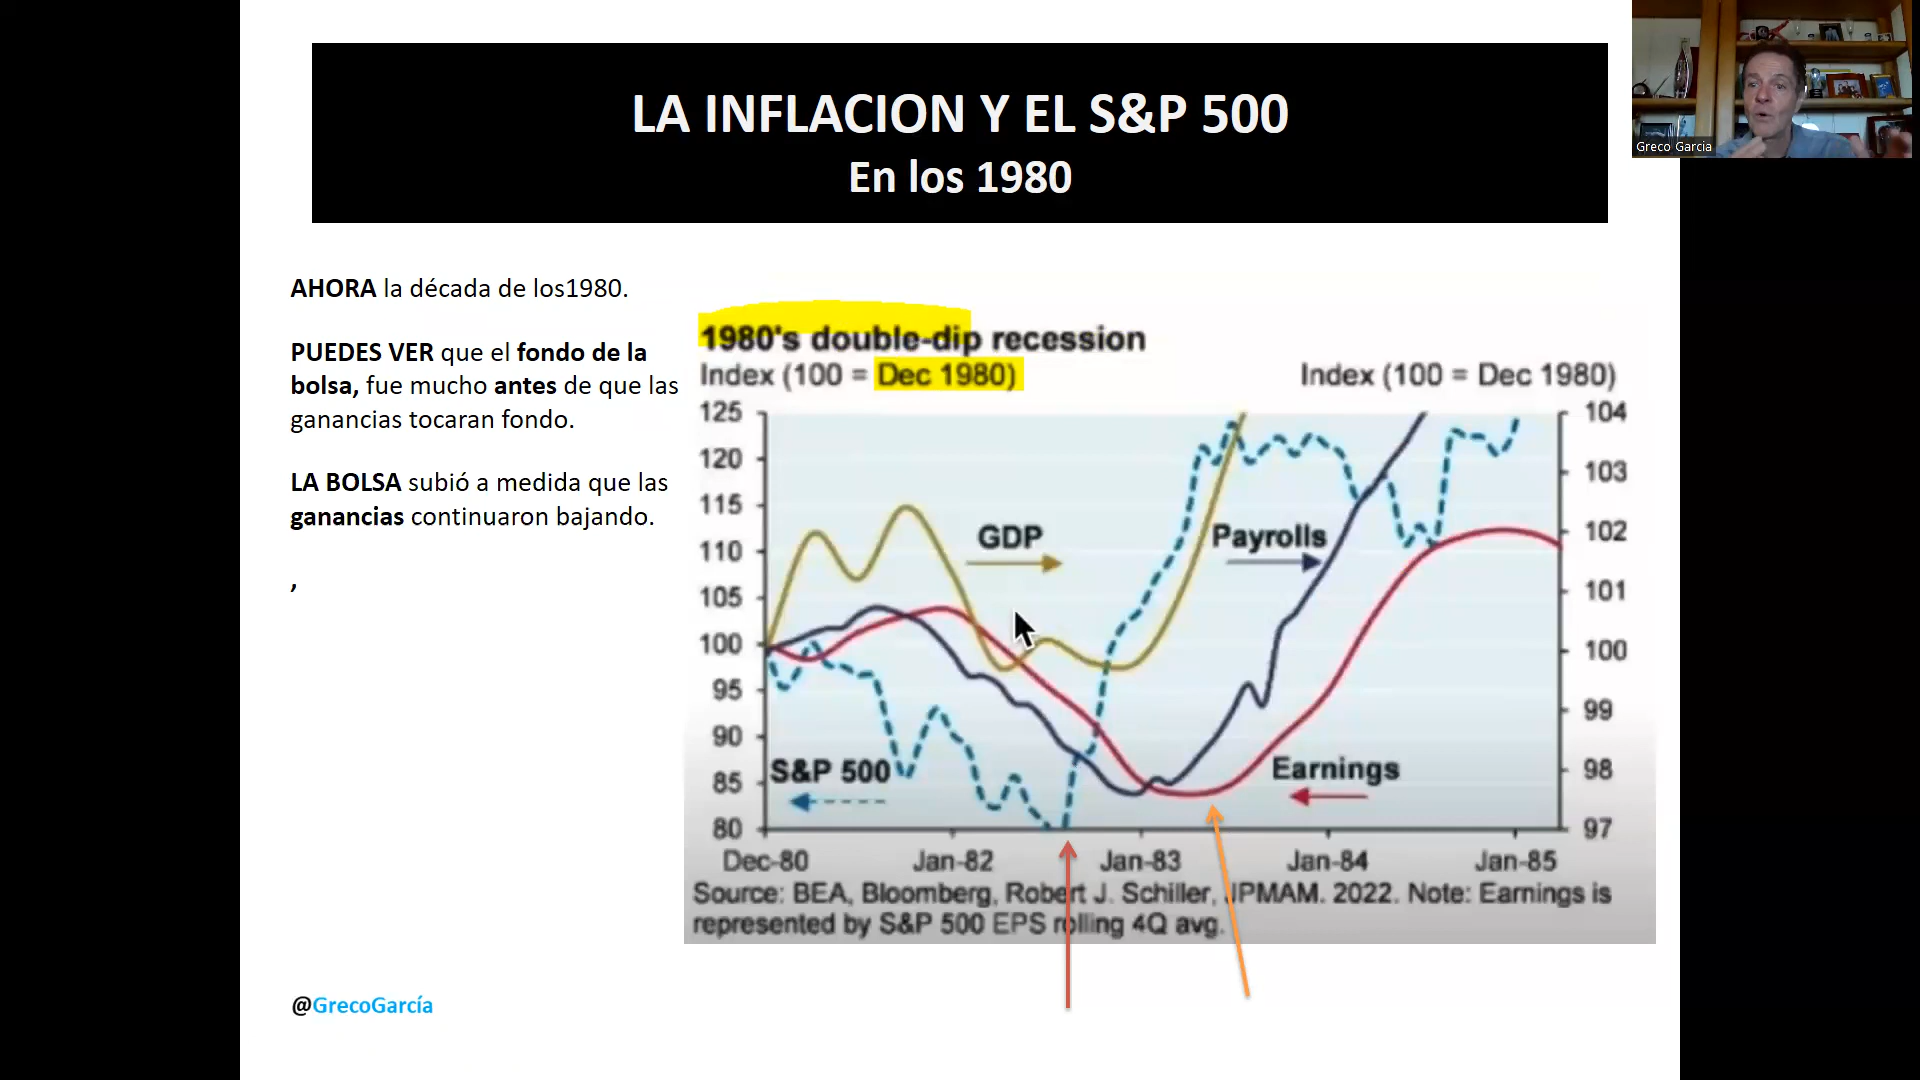 LA INFLACION Y EL S&P 500
En los 1980
Greco Garcia
AHORA la década de los1980.
PUEDES VER que el fondo de la
bolsa, fue mucho antes de que las
ganancias tocaran fondo.
LA BOLSA subió a medida que las
ganancias continuaron bajando.
,
1980's double-dip recession
Index (100 = Dec 1980)
Index (100 = Dec 1980)
125
120
115
110
105
100
95
90
85
80
104
103
102
101
100
99
98
97
GDP
Payrolls
S&P 500
Earnings
Dec-80
Jan-82
Jan-83
Jan-84
Jan-85
Source: BEA, Bloomberg, Robert J. Schiller, JPMAM. 2022. Note: Earnings is
represented by S&P 500 EPS rolling 4Q avg.
@GrecoGarcía